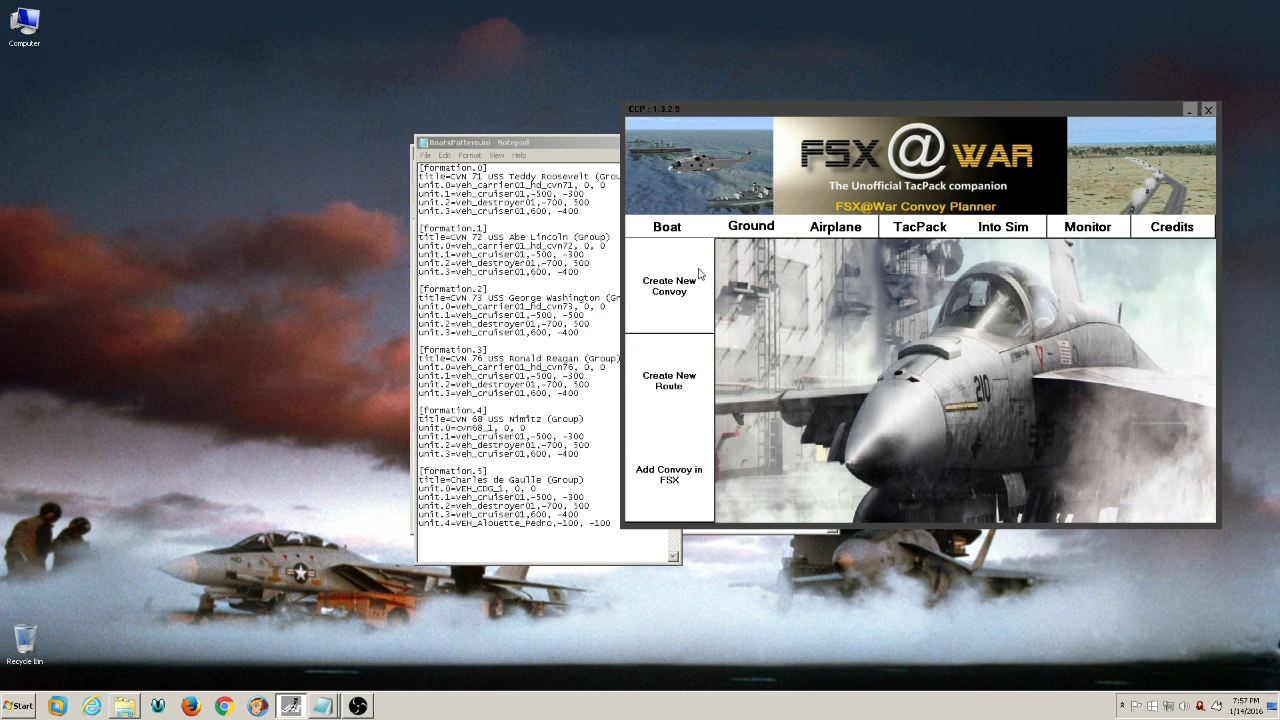 Computer
BoatsPattern.ini - Notepad
File Edit Format View Help
[formation.0]
title=CVN 71 USS Teddy Roosevelt (Grou
unit.0=veh_carrier01_hd_cvn71, 0, 0
unit.1=veh_cruiser01,-500, -300
unit.2=veh_destroyer01,-700, 500
unit.3=veh_cruiser01,600, -400
[formation.1]
title=CVN 72 USS Abe Lincoln (Group)
unit.0=veh_carrier01_hd_cvn72, 0, 0
unit.1=veh_cruiser01,-500, -300
unit.2=veh_destroyer01,-700, 500
unit.3=veh_cruiser01,600, -400
[formation.2]
title=CVN 73 USS George Washington (Gr
unit.0=veh_carrier01_hd_cvn73, 0, 0
unit.1=veh_cruiser01,-500, -500
unit.2=veh_destroyer01,-700, 500
unit.3=veh_cruiser01,600, -400
[formation.3]
title=CVN 76 USS Ronald Reagan (Group)
unit.0=veh_carrier01_hd_cvn76, 0, 0
unit.1=veh_cruiser01,-500, -300
unit.2=veh_destroyer01,-700, 500
unit.3=veh_cruiser01,600, -400
[formation.4]
title=CVN 68 USS Nimitz (Group)
unit.0=cvn68_1, 0, 0
unit.1=veh_cruiser01,-500, -300
unit.2=veh_destroyer01,-700, 500
unit.3=veh_cruiser01,600, -400
[formation.5]
title=Charles de Gaulle (Group)
unit.0=VEH_CDG_1, 0, 0
unit.1=veh_cruiser01,-500, -300
unit.2=veh_destroyer01,-700, 500
unit.3=veh_cruiser01,600, -400
unit.4=VEH_Alouette_Pedro,-100, -100
CCP : 1.3.2.9
FSX @ WAR
The Unofficial TacPack companion
FSX@War Convoy Planner
Boat Ground Airplane TacPack Into Sim Monitor Credits
Create New
Convoy
Create New
Route
Add Convoy in
FSX
210
Recycle Bin
Start
7:57 PM
1/14/2016